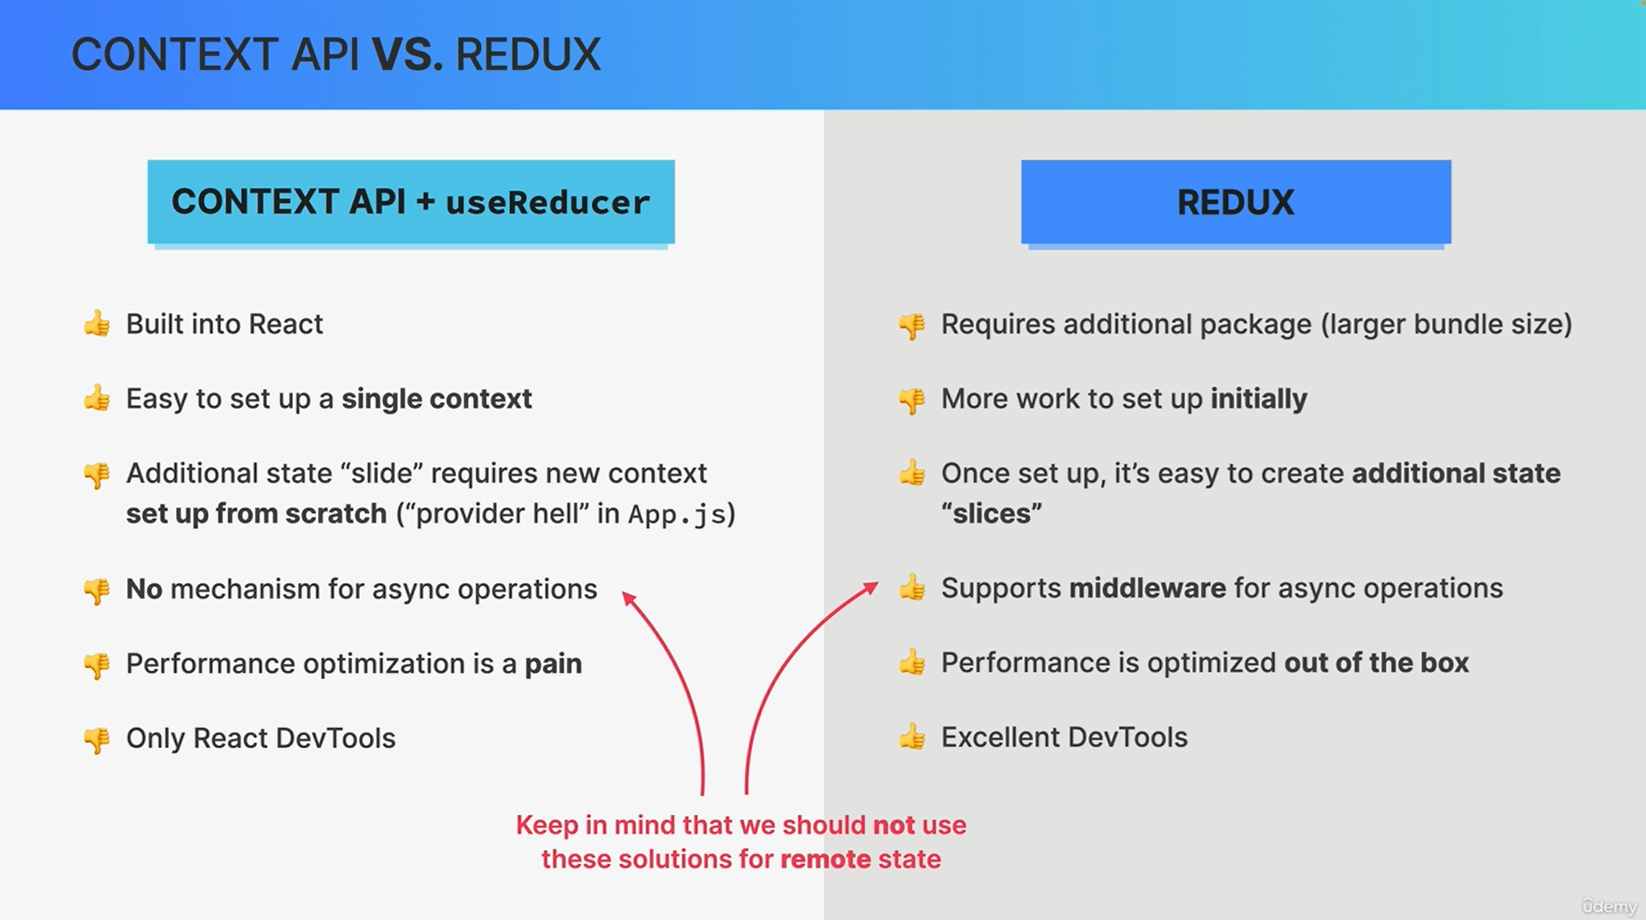 CONTEXT API VS. REDUX
CONTEXT API + useReducer
Built into React
Easy to set up a single context
Additional state “slide” requires new context
set up from scratch (“provider hell” in App.js)
No mechanism for async operations
Performance optimization is a pain
Only React DevTools
REDUX
Requires additional package (larger bundle size)
More work to set up initially
Once set up, it’s easy to create additional state
“slices”
Supports middleware for async operations
Performance is optimized out of the box
Excellent DevTools
Keep in mind that we should not use
these solutions for remote state
ûdemy